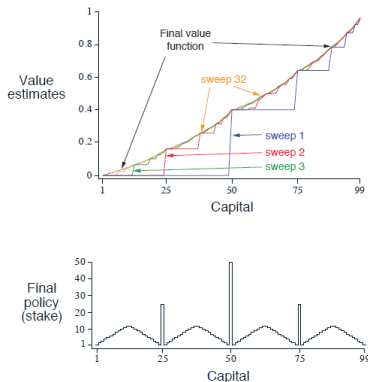 1
Final value
function
0.8
0.6
Value
estimates
sweep 32
0.4
sweep 1
0.2
sweep 2
sweep 3
0
1
25
50
75
99
Capital
50
40
Final
policy
(stake)
30
20
10
1
1
25
50
75
99
Capital